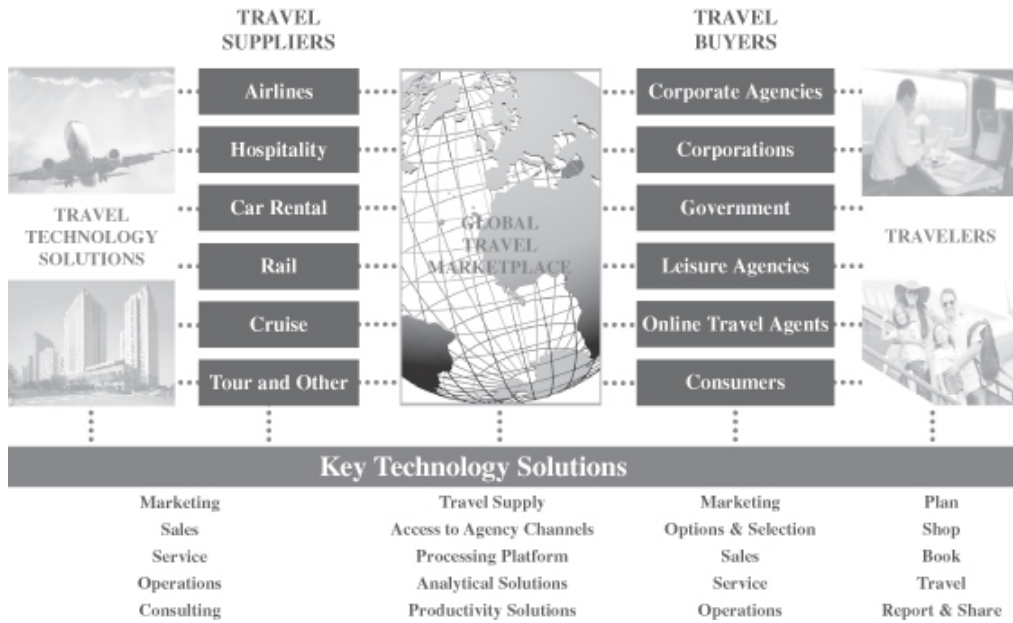 TRAVEL
SUPPLIERS
TRAVEL
BUYERS
TRAVEL
TECHNOLOGY
SOLUTIONS
Airlines
Hospitality
Car Rental
Rail
Cruise
Tour and Other
GLOBAL
TRAVEL
MARKETPLACE
Corporate Agencies
Corporations
Government
Leisure Agencies
Online Travel Agents
Consumers
TRAVELERS
Key Technology Solutions
Marketing
Sales
Service
Operations
Consulting
Travel Supply
Access to Agency Channels
Processing Platform
Analytical Solutions
Productivity Solutions
Marketing
Options & Selection
Sales
Service
Operations
Plan
Shop
Book
Travel
Report & Share